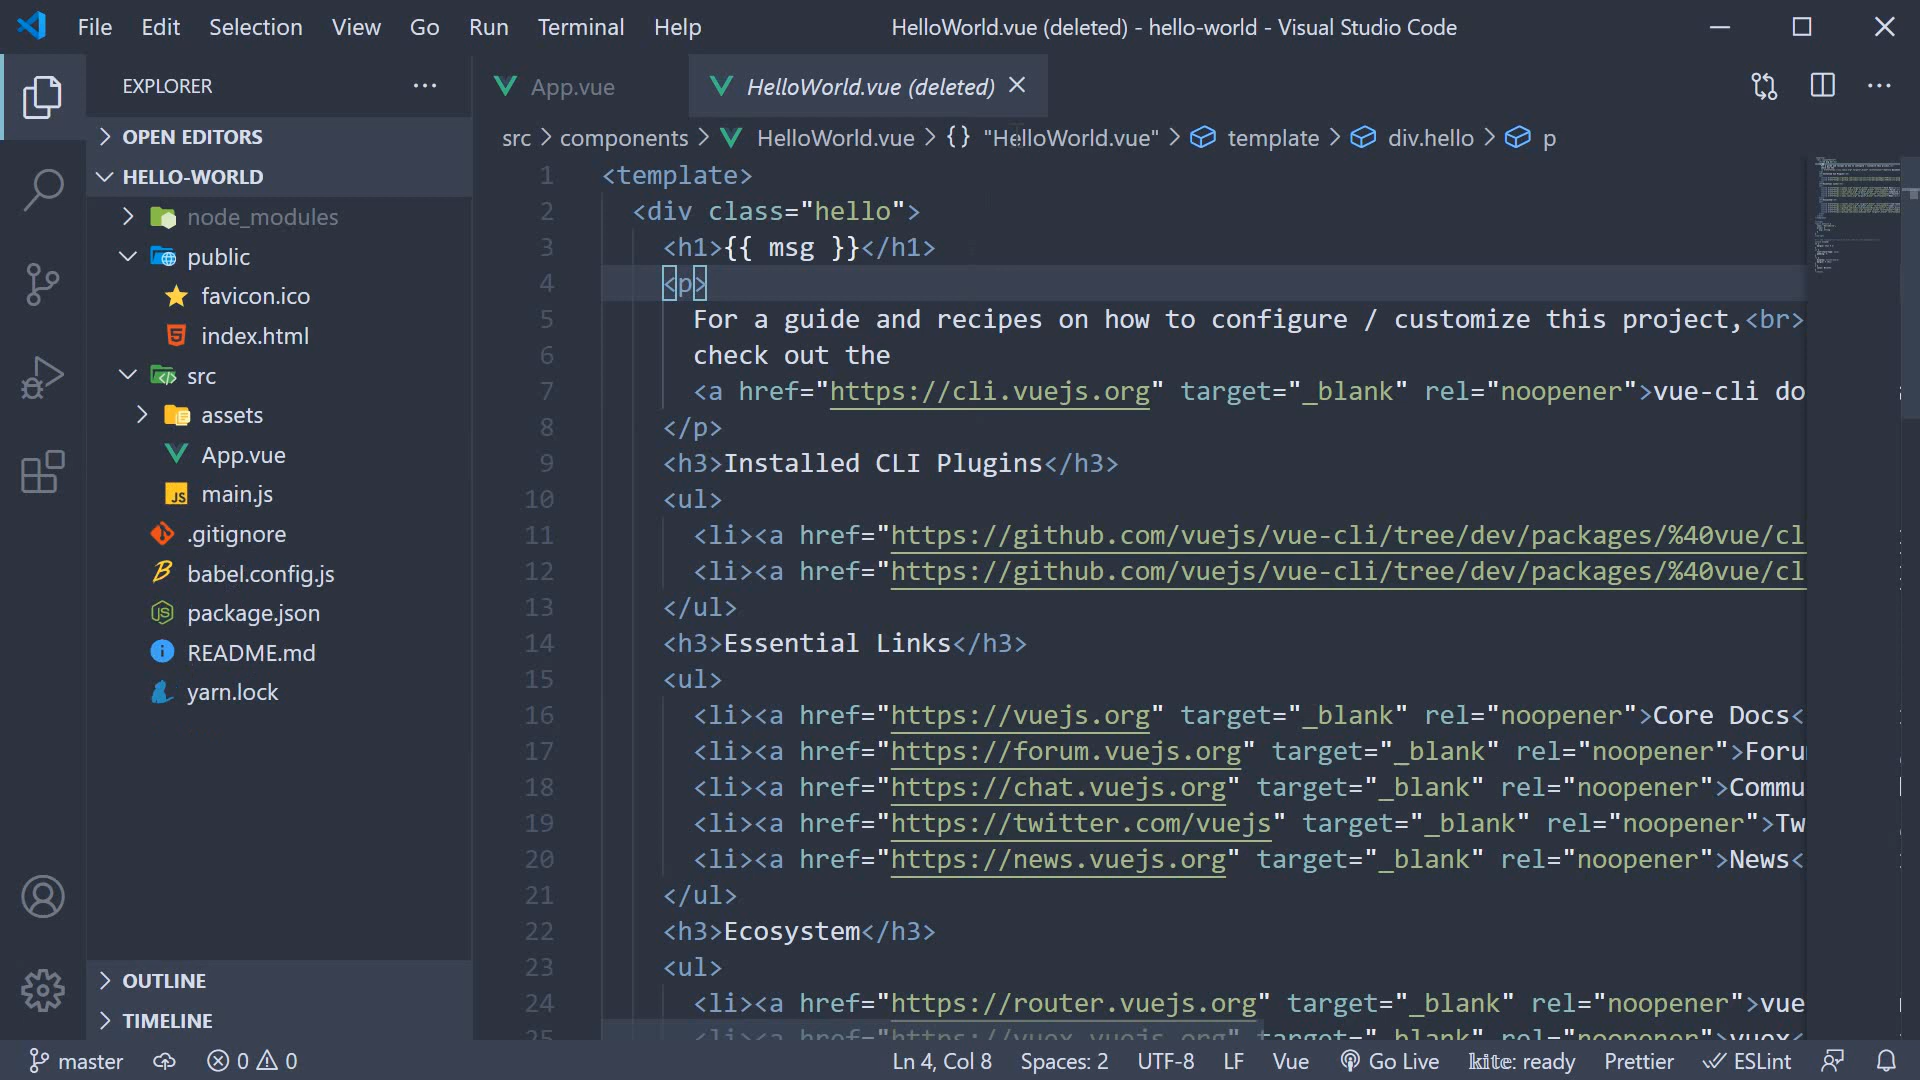 File Edit Selection View Go Run Terminal Help HelloWorld.vue (deleted) - hello-world - Visual Studio Code
EXPLORER
OPEN EDITORS
HELLO-WORLD
node_modules
public
favicon.ico
index.html
src
assets
App.vue
main.js
.gitignore
babel.config.js
package.json
README.md
yarn.lock
OUTLINE
TIMELINE
App.vue HelloWorld.vue (deleted)
src > components > HelloWorld.vue > {} "HelloWorld.vue" > template > div.hello > p
1 <template>
2 <div class="hello">
3 <h1>{{ msg }}</h1>
4 <p>
5 For a guide and recipes on how to configure / customize this project,<br>
6 check out the
7 <a href="https://cli.vuejs.org" target="_blank" rel="noopener">vue-cli do
8 </p>
9 <h3>Installed CLI Plugins</h3>
10 <ul>
11 <li><a href="https://github.com/vuejs/vue-cli/tree/dev/packages/%40vue/cl
12 <li><a href="https://github.com/vuejs/vue-cli/tree/dev/packages/%40vue/cl
13 </ul>
14 <h3>Essential Links</h3>
15 <ul>
16 <li><a href="https://vuejs.org" target="_blank" rel="noopener">Core Docs<
17 <li><a href="https://forum.vuejs.org" target="_blank" rel="noopener">Foru
18 <li><a href="https://chat.vuejs.org" target="_blank" rel="noopener">Commu
19 <li><a href="https://twitter.com/vuejs" target="_blank" rel="noopener">Tw
20 <li><a href="https://news.vuejs.org" target="_blank" rel="noopener">News<
21 </ul>
22 <h3>Ecosystem</h3>
23 <ul>
24 <li><a href="https://router.vuejs.org" target="_blank" rel="noopener">vue
25 <li><a href="https://vuex.vuejs.org" target="_blank" rel="noopener">vuex<
master 0 0 Ln 4, Col 8 Spaces: 2 UTF-8 LF Vue Go Live kite: ready Prettier ESLint